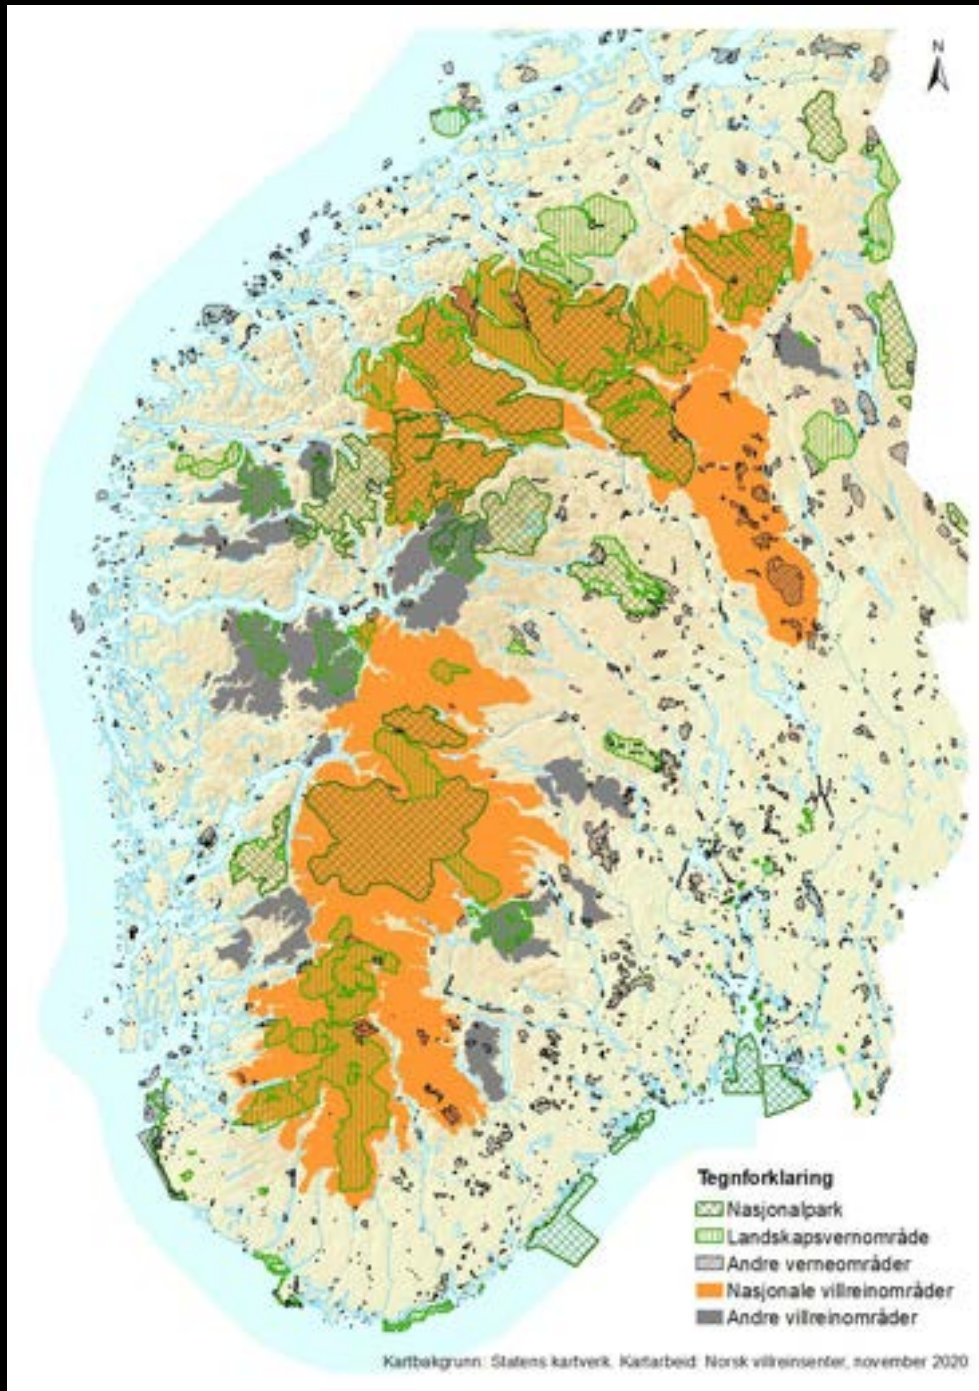 N
Tegnforklaring
Nasjonalpark
Landskapsvernområde
Andre verneområder
Nasjonale villreinområder
Andre villreinområder
Kartbakgrunn: Statens kartverk. Kartarbeid: Norsk villreinsenter, november 2020